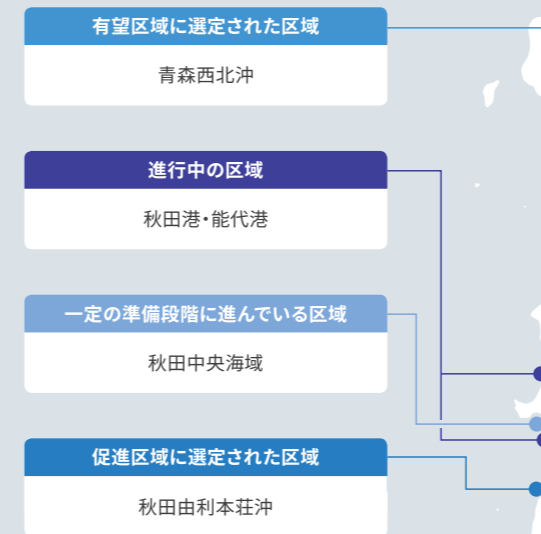 有望区域に選定された区域
青森西北沖
進行中の区域
秋田港・能代港
一定の準備段階に進んでいる区域
秋田中央海域
促進区域に選定された区域
秋田由利本荘沖